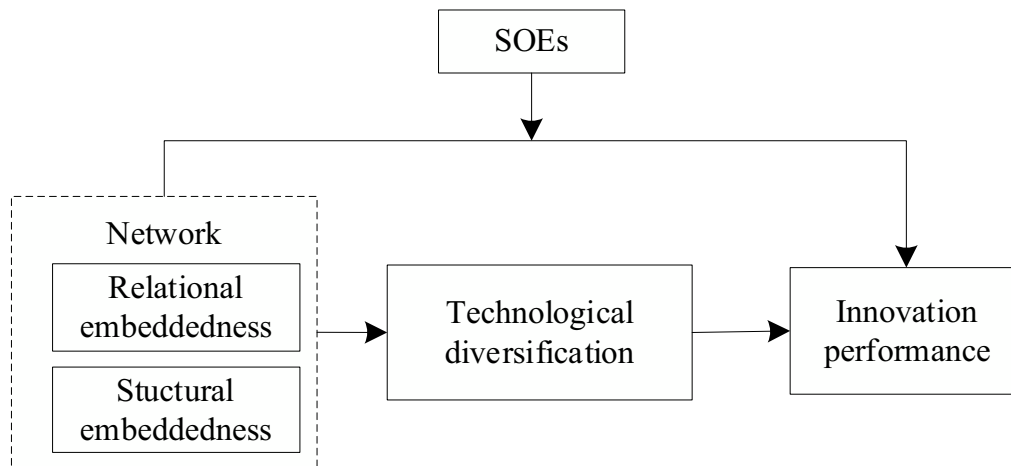 SOEs
Network
Relational
embeddedness
Stuctural
embeddedness
Technological
diversification
Innovation
performance